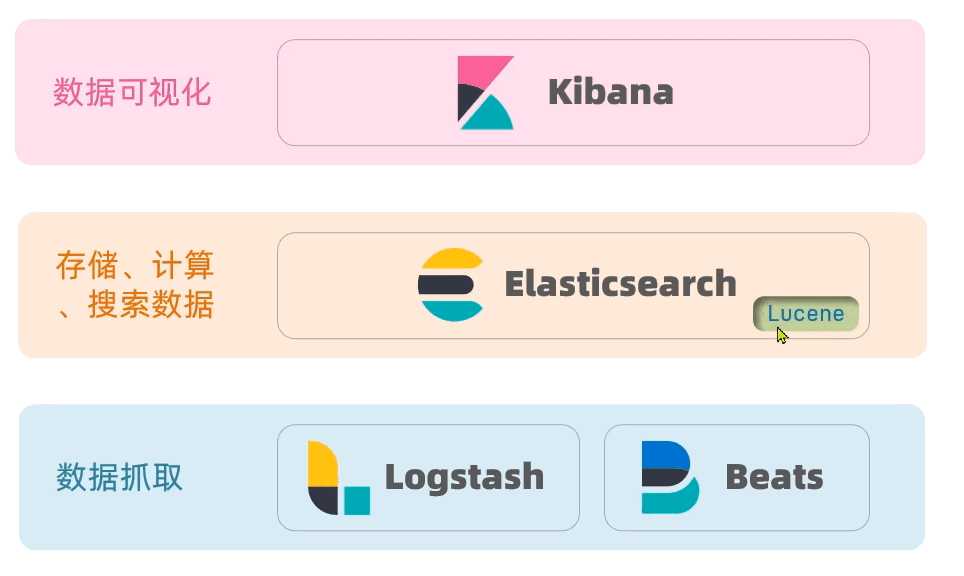 数据可视化
Kibana
存储、计算
、搜索数据
Elasticsearch
Lucene
数据抓取
Logstash
Beats